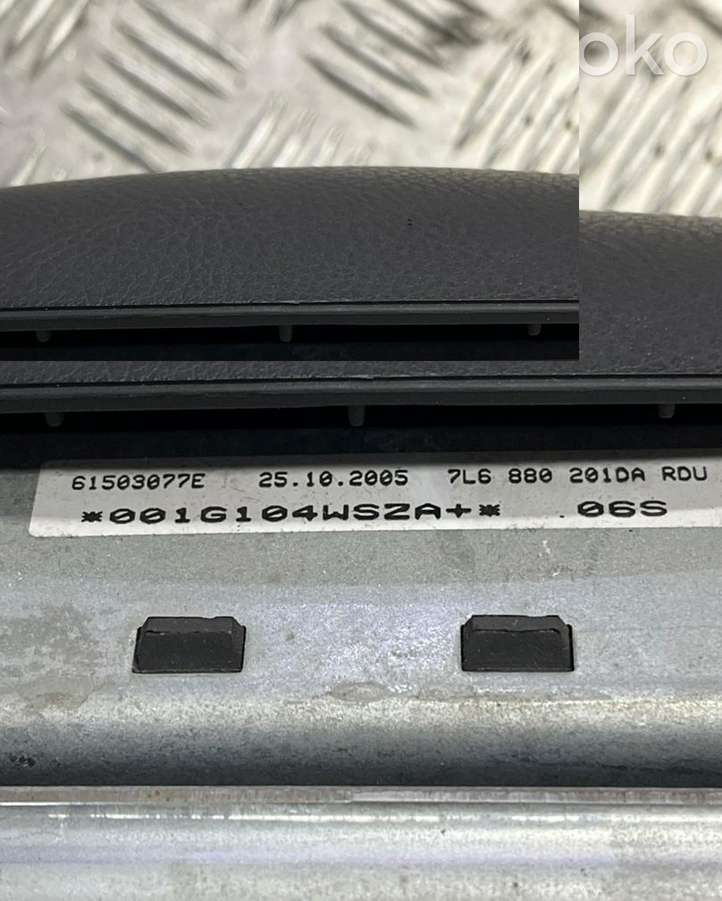 oko
61503077E 25.10.2005 7L6 880 201DA RDU
*001G104WSZA+* 06S